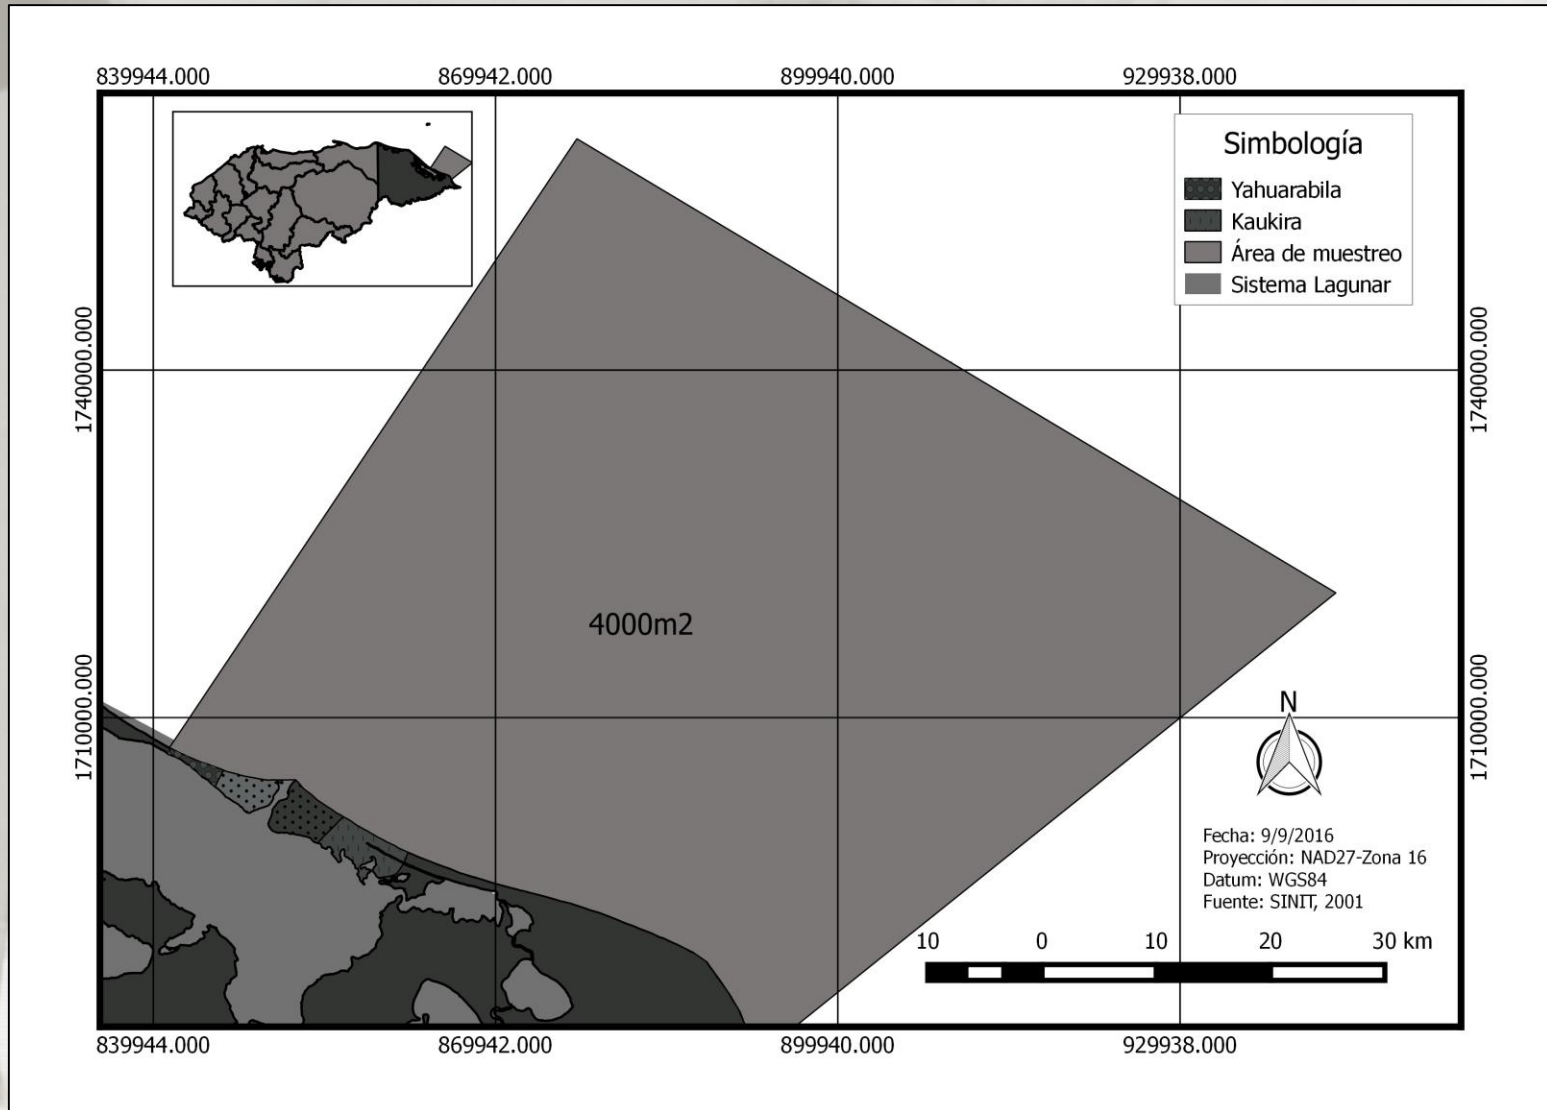 839944.000 869942.000 899940.000 929938.000
Simbología
Yahuarabila
Kaukira
Área de muestreo
Sistema Lagunar
1740000.000 1740000.000
4000m2
1710000.000 1710000.000
N
Fecha: 9/9/2016
Proyección: NAD27-Zona 16
Datum: WGS84
Fuente: SINIT, 2001
10 0 10 20 30 km
839944.000 869942.000 899940.000 929938.000